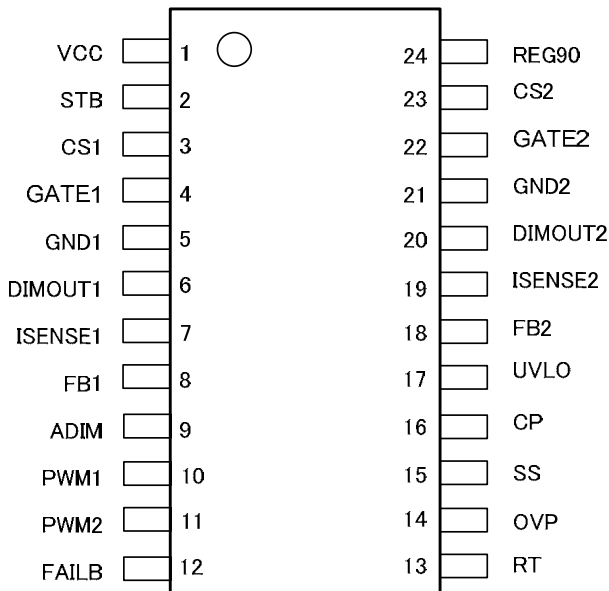 VCC 1 24 REG90
STB 2 23 CS2
CS1 3 22 GATE2
GATE1 4 21 GND2
GND1 5 20 DIMOUT2
DIMOUT1 6 19 ISENSE2
ISENSE1 7 18 FB2
FB1 8 17 UVLO
ADIM 9 16 CP
PWM1 10 15 SS
PWM2 11 14 OVP
FAILB 12 13 RT